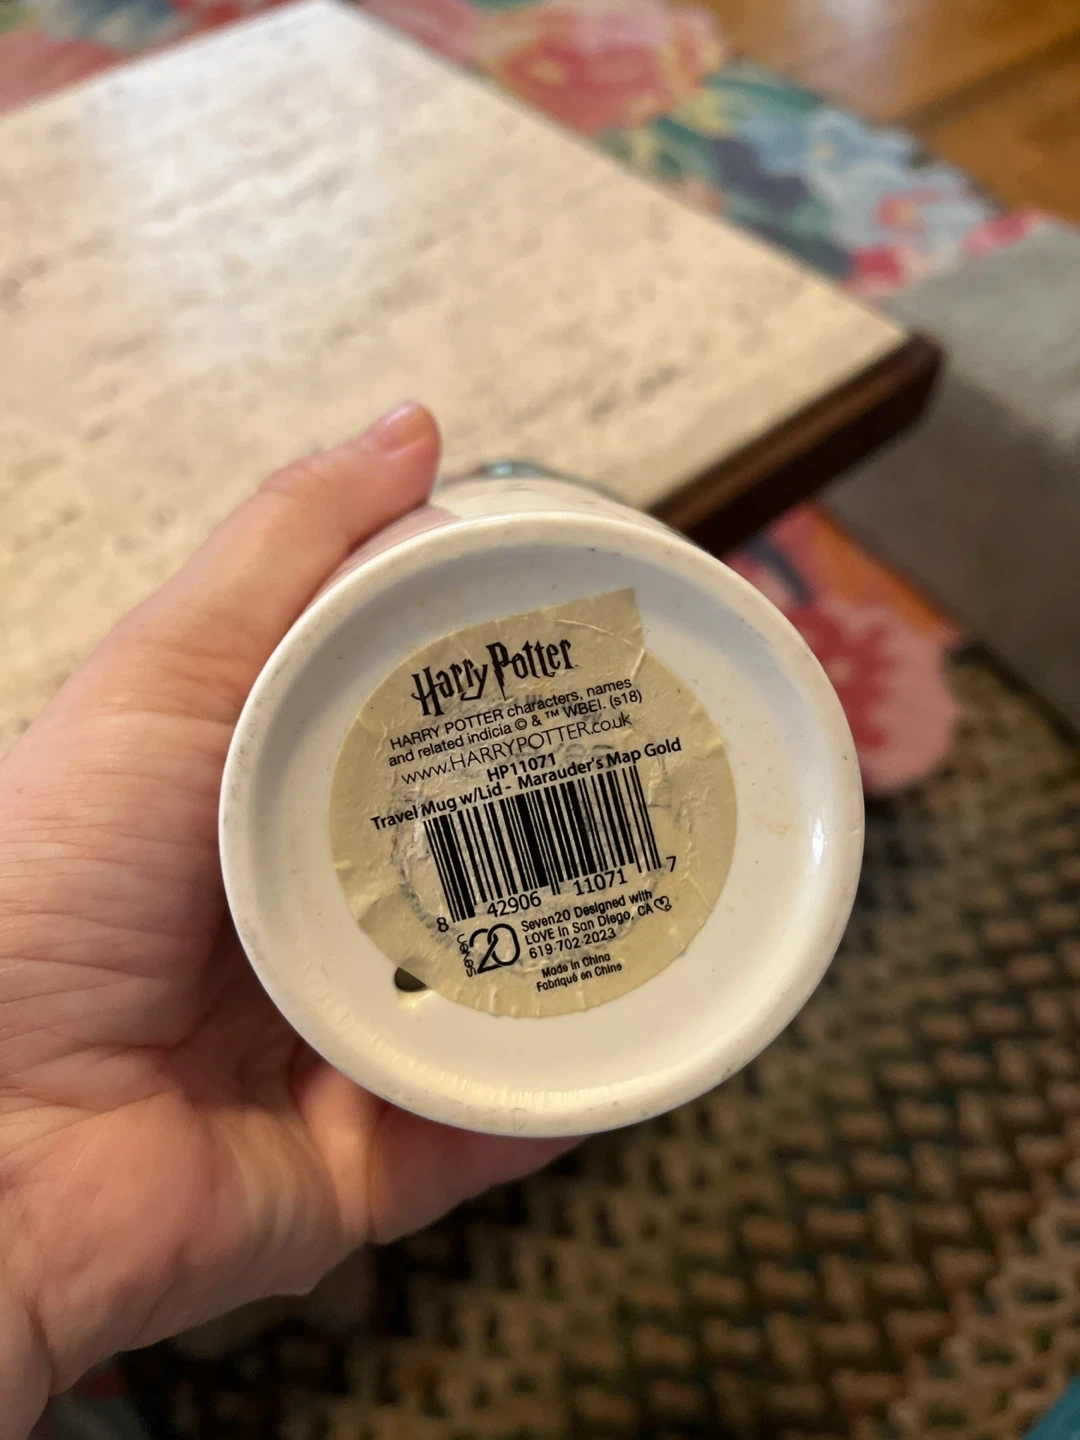 Harry Potter™
HARRY POTTER characters, names
and related indicia © & ™ WBEI. (s18)
www.HARRYPOTTER.co.uk
HP11071
Travel Mug w/Lid - Marauder's Map Gold
8 42906 11071 7
seven20
Seven20 Designed with
LOVE in San Diego, CA
619·702·2023
Made in China
Fabriqué en Chine